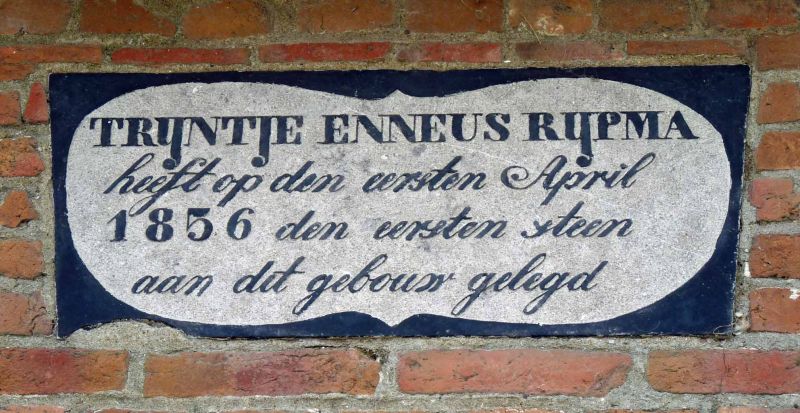 TRIJNTJE ENNEUS RIJPMA
heeft op den eersten April
1856 den eersten steen
aan dit gebouw gelegd